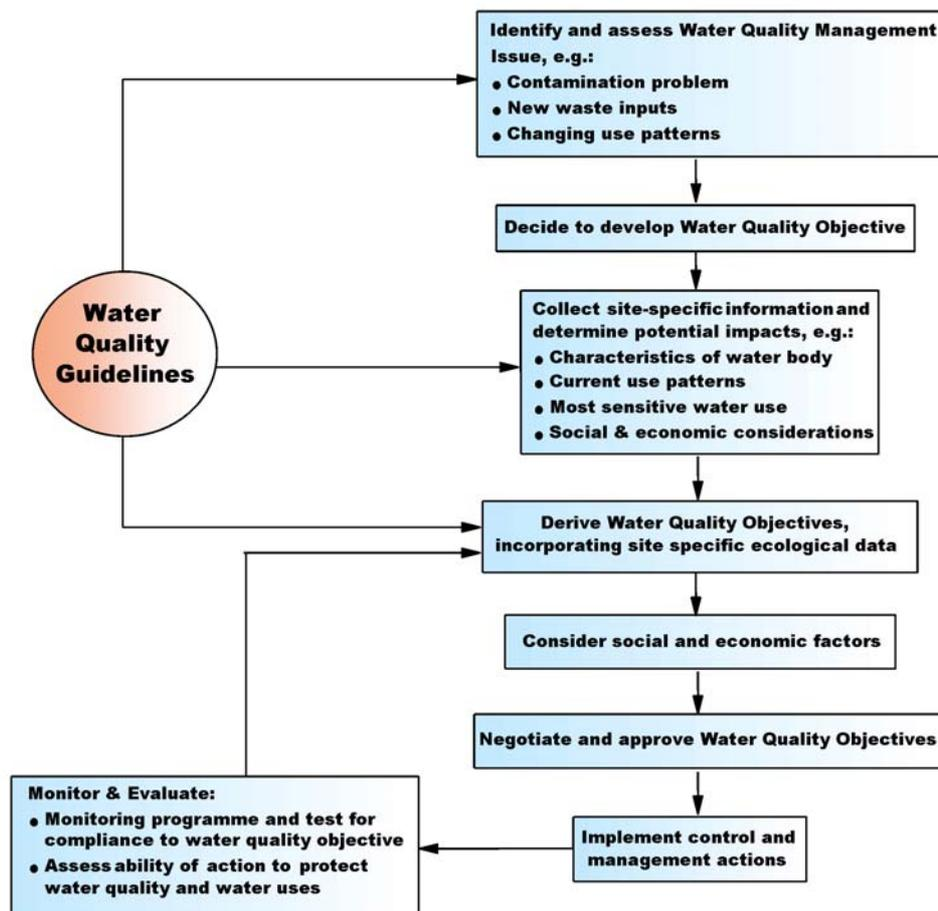 Identify and assess Water Quality Management
Issue, e.g.:
• Contamination problem
• New waste inputs
• Changing use patterns
Decide to develop Water Quality Objective
Water
Quality
Guidelines
Collect site-specific information and
determine potential impacts, e.g.:
• Characteristics of water body
• Current use patterns
• Most sensitive water use
• Social & economic considerations
Derive Water Quality Objectives,
incorporating site specific ecological data
Consider social and economic factors
Negotiate and approve Water Quality Objectives
Implement control and
management actions
Monitor & Evaluate:
• Monitoring programme and test for
compliance to water quality objective
• Assess ability of action to protect
water quality and water uses